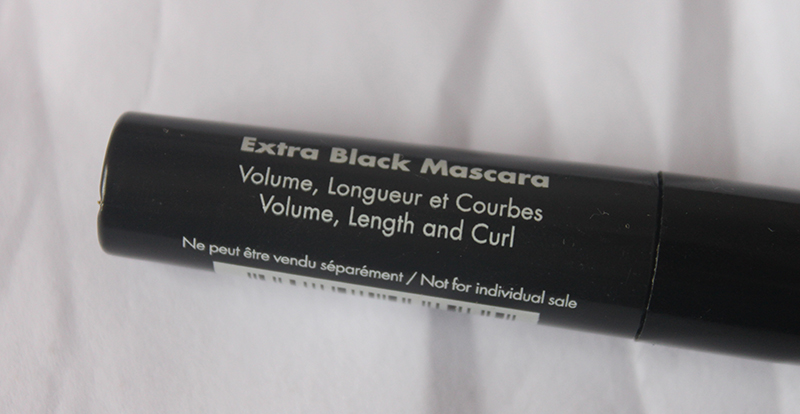 Extra Black Mascara
Volume, Longueur et Courbes
Volume, Length and Curl
Ne peut être vendu séparément / Not for individual sale